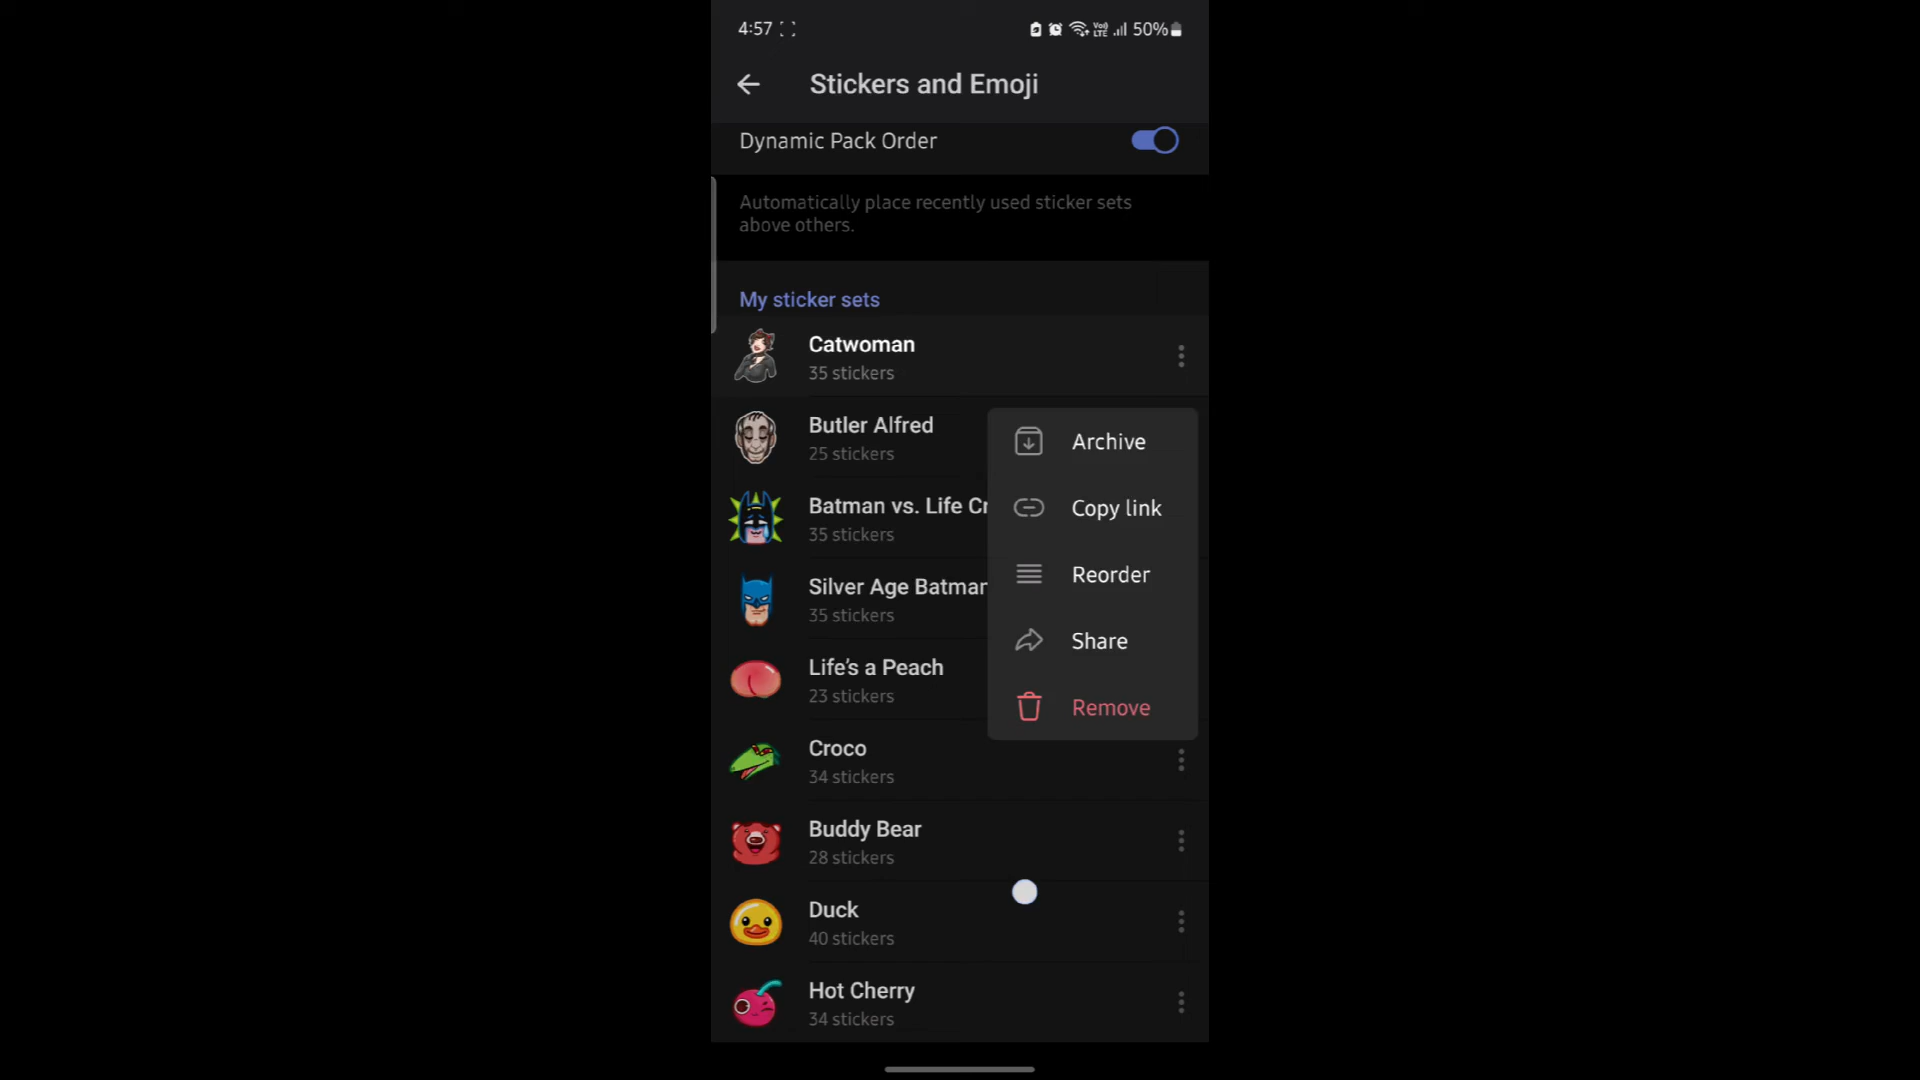 4:57
Vo)) LTE 50%
Stickers and Emoji
Dynamic Pack Order
Automatically place recently used sticker sets
above others.
My sticker sets
Catwoman
35 stickers
Butler Alfred
25 stickers
Batman vs. Life Cr
35 stickers
Silver Age Batman
35 stickers
Life’s a Peach
23 stickers
Croco
34 stickers
Buddy Bear
28 stickers
Duck
40 stickers
Hot Cherry
34 stickers
Archive
Copy link
Reorder
Share
Remove